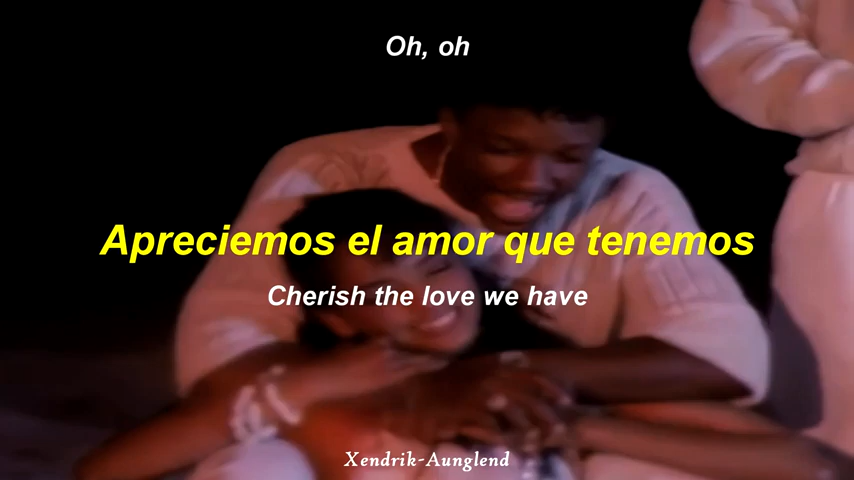 Oh, oh
Apreciemos el amor que tenemos
Cherish the love we have
Xendrik-Aunglend